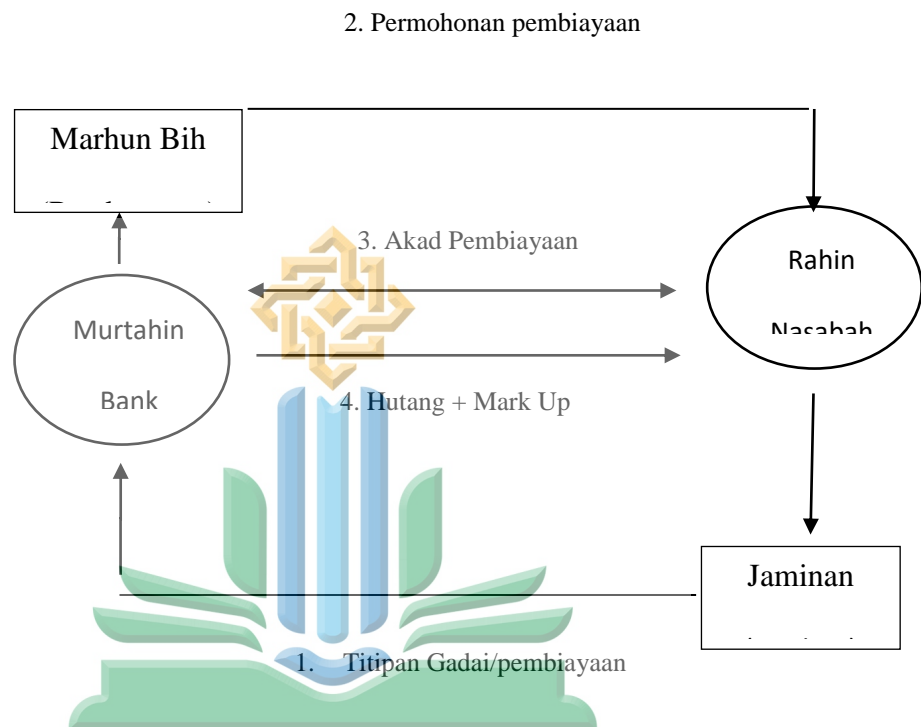 2. Permohonan pembiayaan
Marhun Bih
3. Akad Pembiayaan
Rahin
Nasabah
Murtahin
Bank
4. Hutang + Mark Up
Jaminan
1. Titipan Gadai/pembiayaan